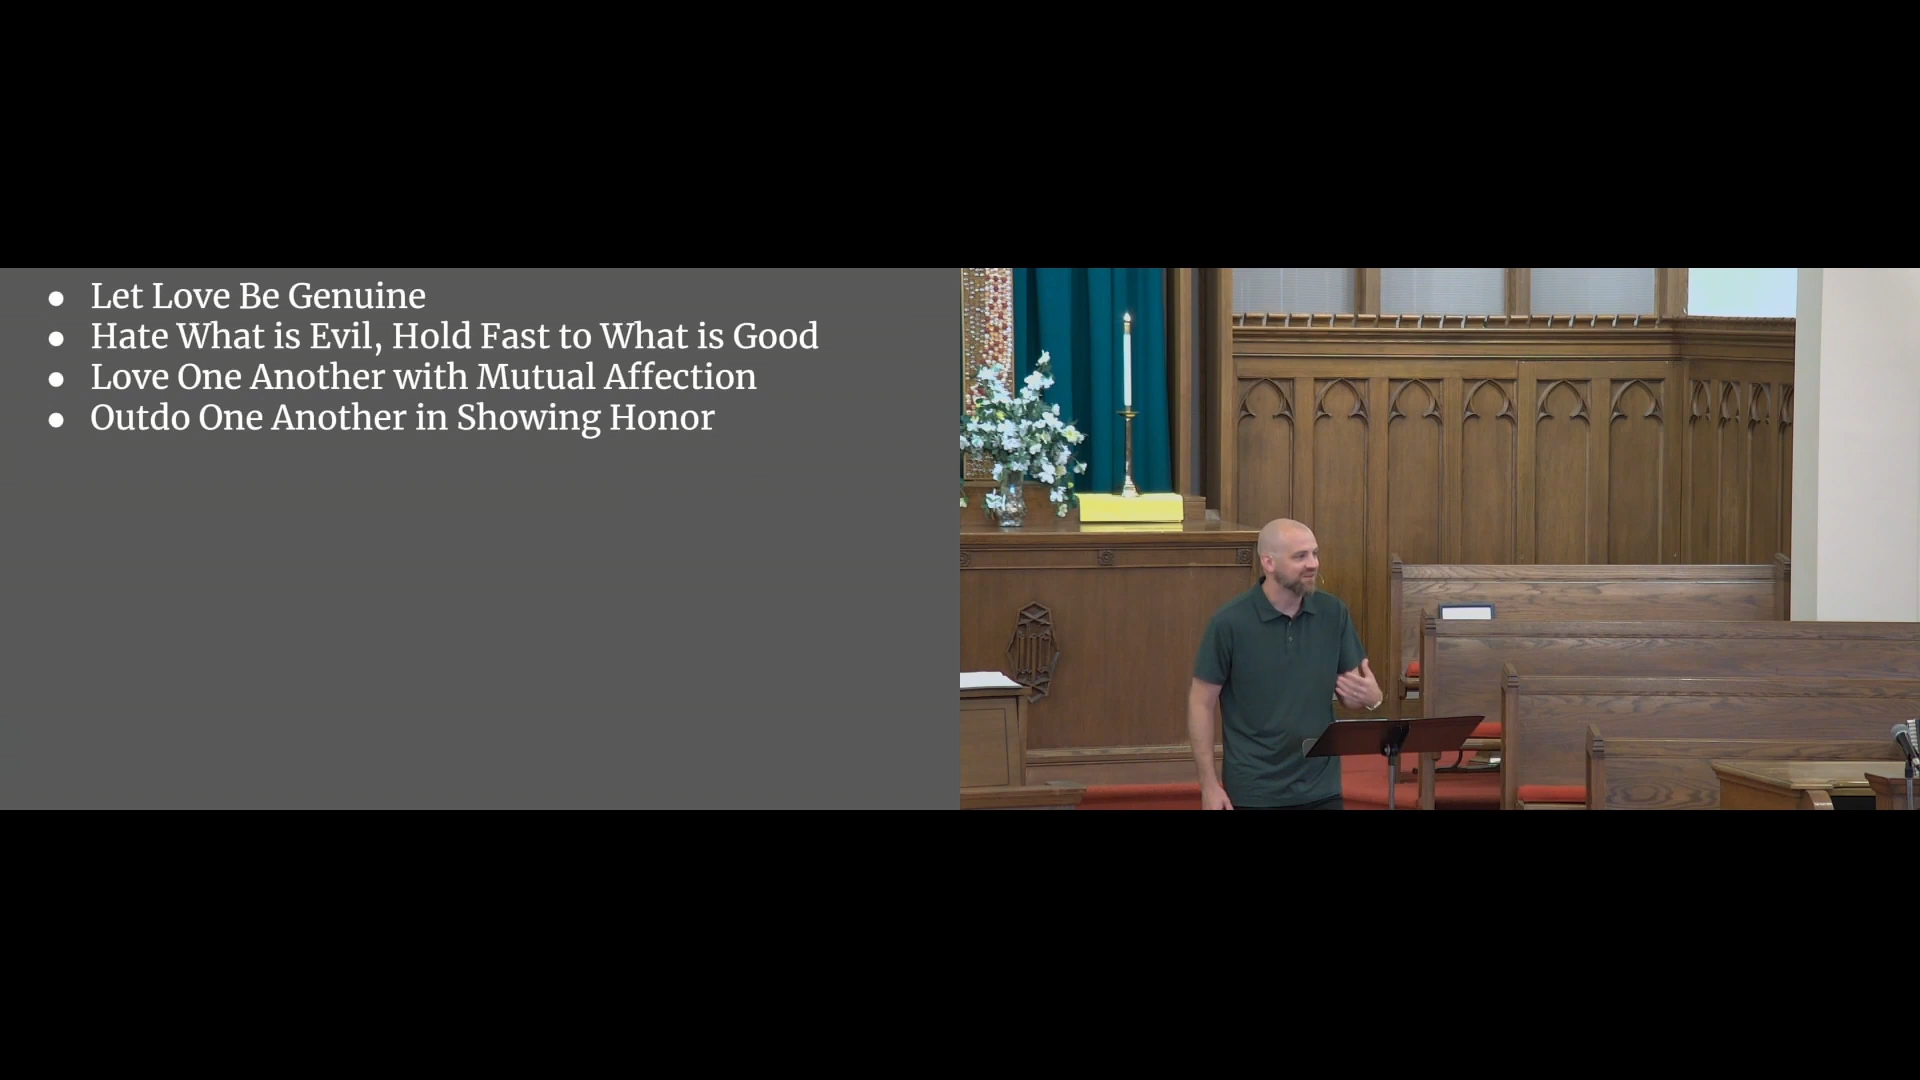 ● Let Love Be Genuine
● Hate What is Evil, Hold Fast to What is Good
● Love One Another with Mutual Affection
● Outdo One Another in Showing Honor